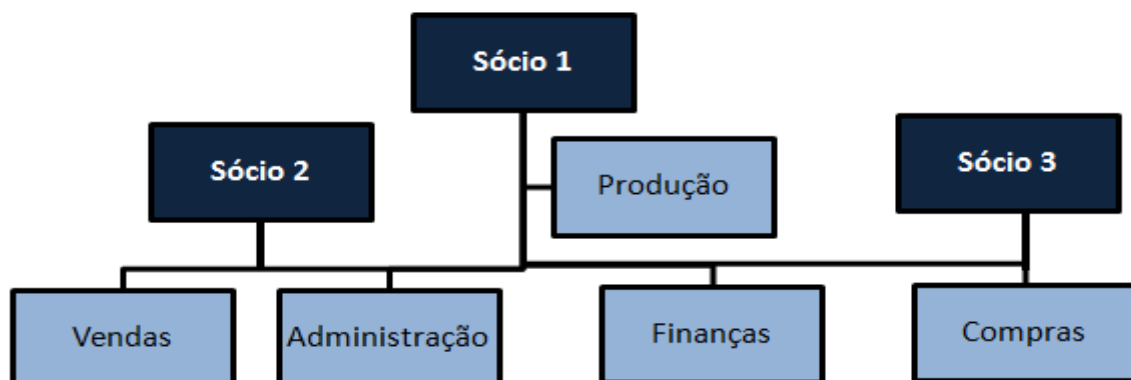 Sócio 1
Sócio 2
Sócio 3
Produção
Vendas
Administração
Finanças
Compras